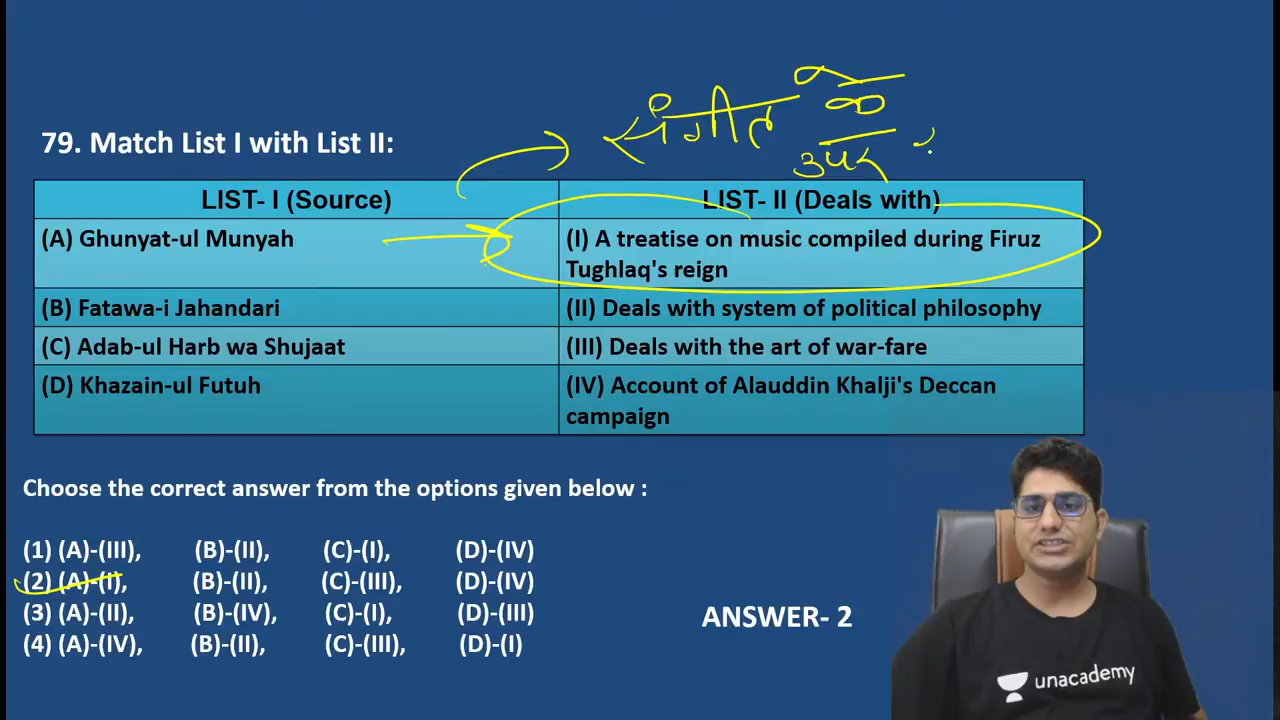 संगीत
79. Match List I with List II:
LIST- I (Source) LIST- II (Deals with)
(A) Ghunyat-ul Munyah (I) A treatise on music compiled during Firuz
Tughlaq's reign
(B) Fatawa-i Jahandari (II) Deals with system of political philosophy
(C) Adab-ul Harb wa Shujaat (III) Deals with the art of war-fare
(D) Khazain-ul Futuh (IV) Account of Alauddin Khalji's Deccan
campaign
Choose the correct answer from the options given below :
(1) (A)-(III), (B)-(II), (C)-(I), (D)-(IV)
(2) (A)-(I), (B)-(II), (C)-(III), (D)-(IV)
(3) (A)-(II), (B)-(IV), (C)-(I), (D)-(III)
(4) (A)-(IV), (B)-(II), (C)-(III), (D)-(I)
ANSWER- 2
unacademy